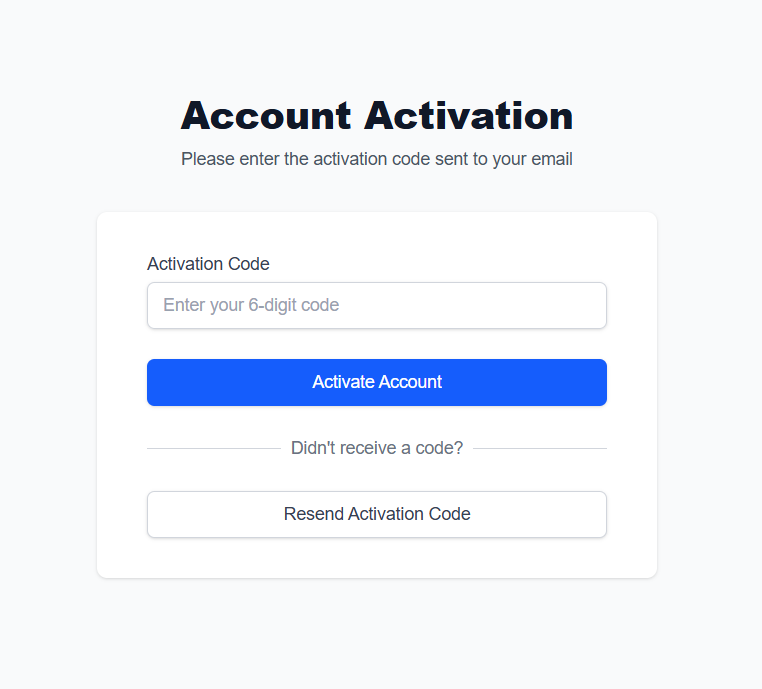 Account Activation
Please enter the activation code sent to your email
Activation Code
Enter your 6-digit code
Activate Account
Didn't receive a code?
Resend Activation Code